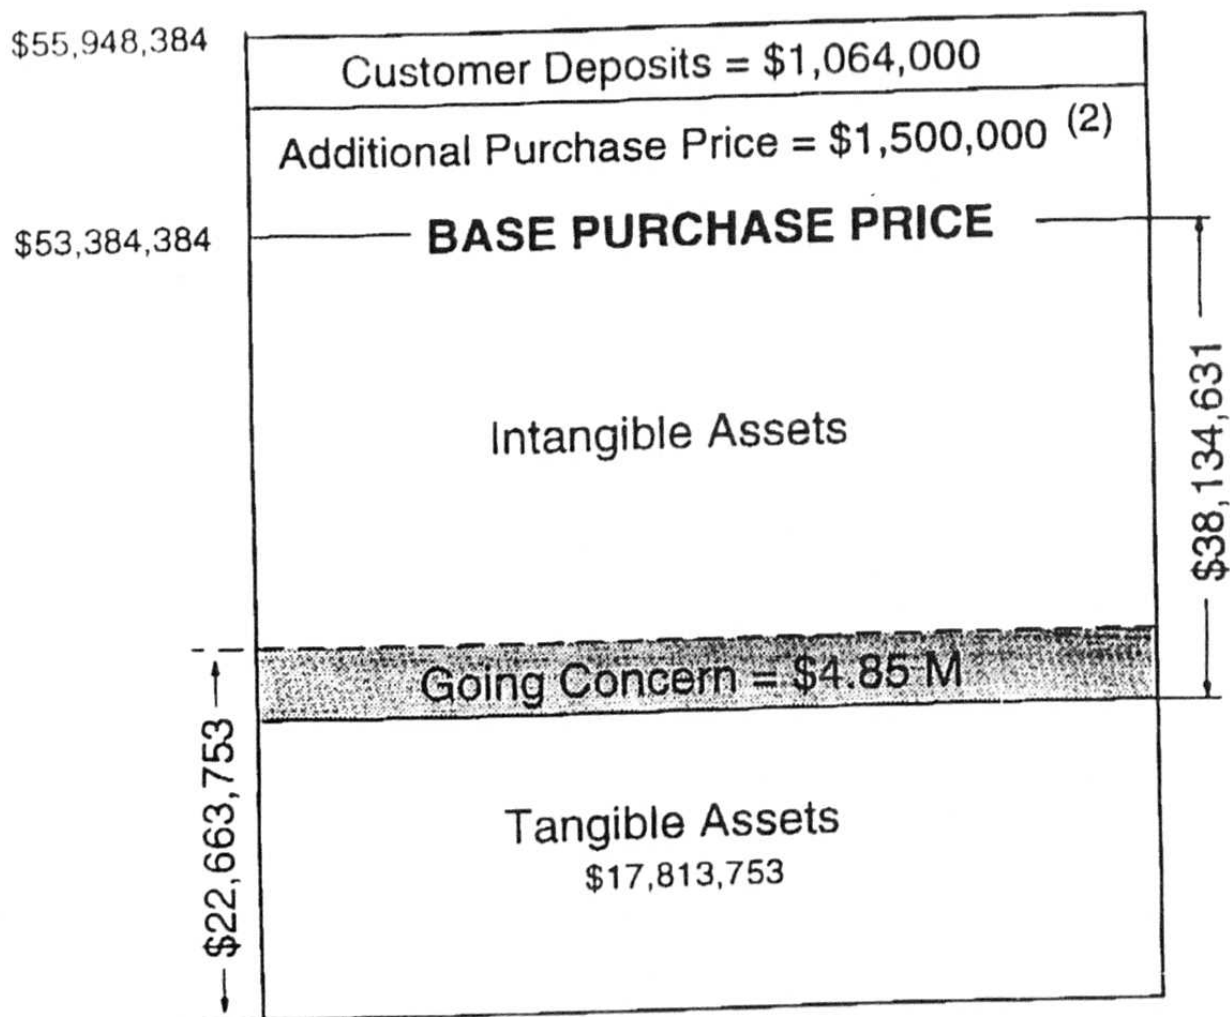 $55,948,384
Customer Deposits = $1,064,000
Additional Purchase Price = $1,500,000 (2)
$53,384,384
BASE PURCHASE PRICE
Intangible Assets
$38,134,631
Going Concern = $4.85 M
$22,663,753
Tangible Assets
$17,813,753